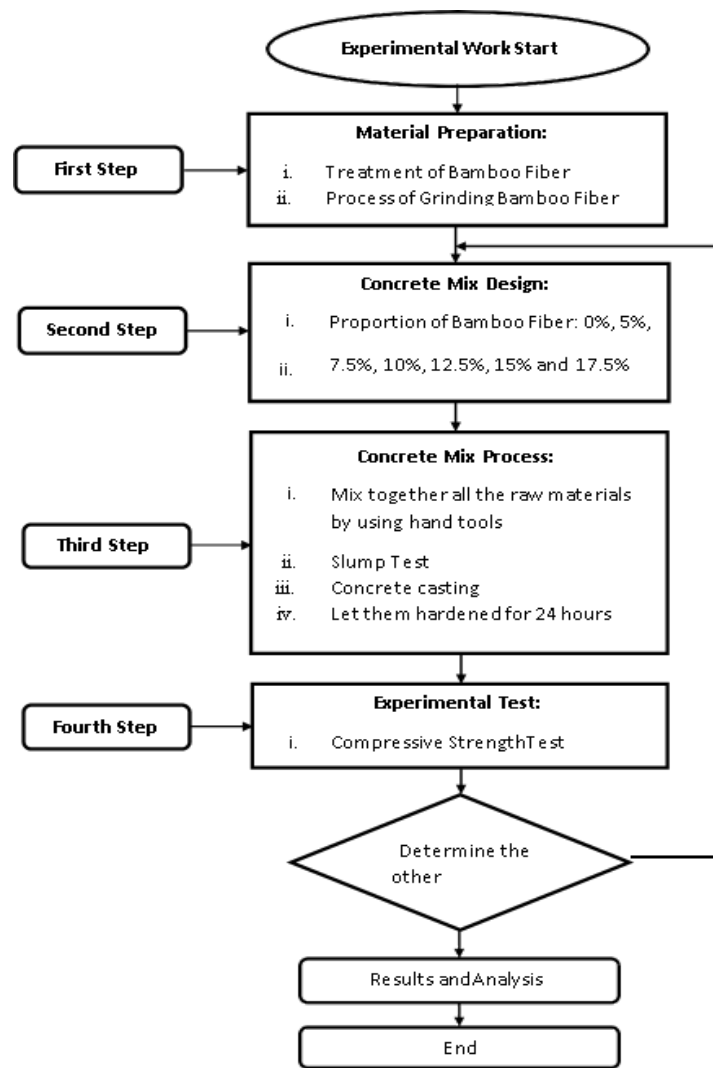 Experimental Work Start
Material Preparation:
First Step
i. Treatment of Bamboo Fiber
ii. Process of Grinding Bamboo Fiber
Concrete Mix Design:
Second Step
i. Proportion of Bamboo Fiber: 0%, 5%,
ii. 7.5%, 10%, 12.5%, 15% and 17.5%
Concrete Mix Process:
i. Mix together all the raw materials
by using hand tools
Third Step
ii. Slump Test
iii. Concrete casting
iv. Let them hardened for 24 hours
Experimental Test:
Fourth Step
i. Compressive Strength Test
Determine the
other
Results and Analysis
End